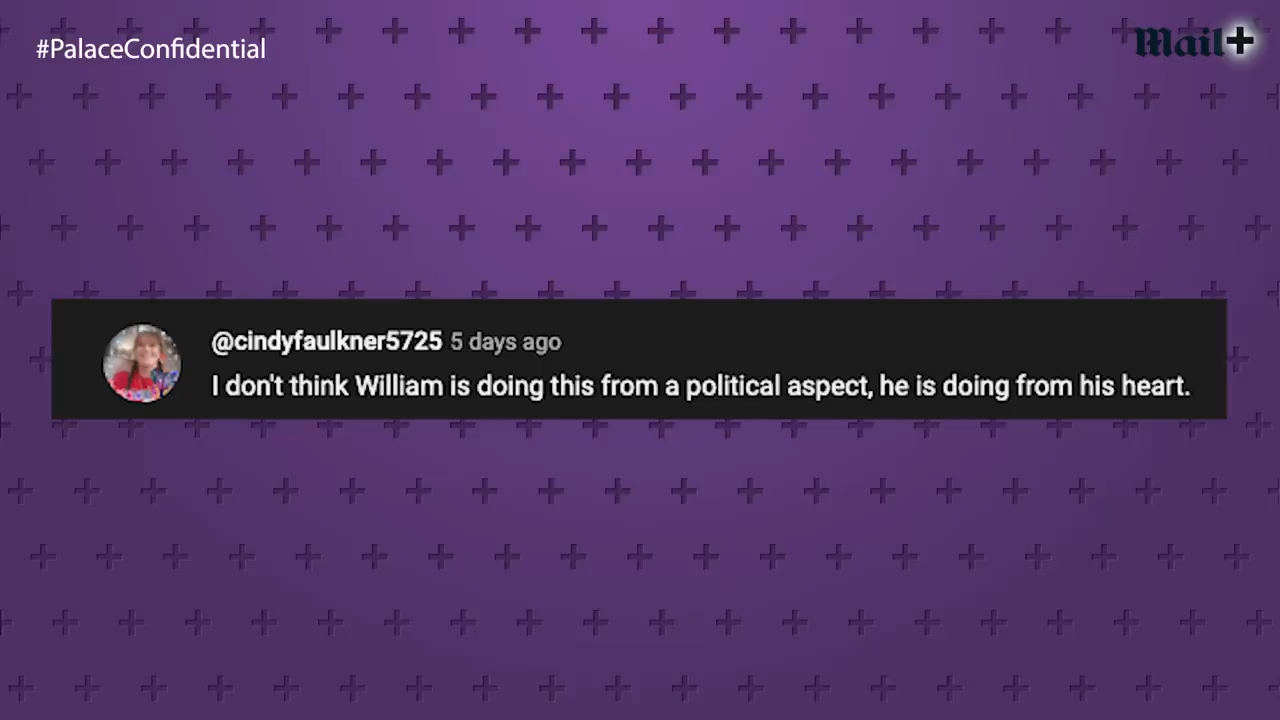 #PalaceConfidential
Mail+
@cindyfaulkner5725 5 days ago
I don't think William is doing this from a political aspect, he is doing from his heart.